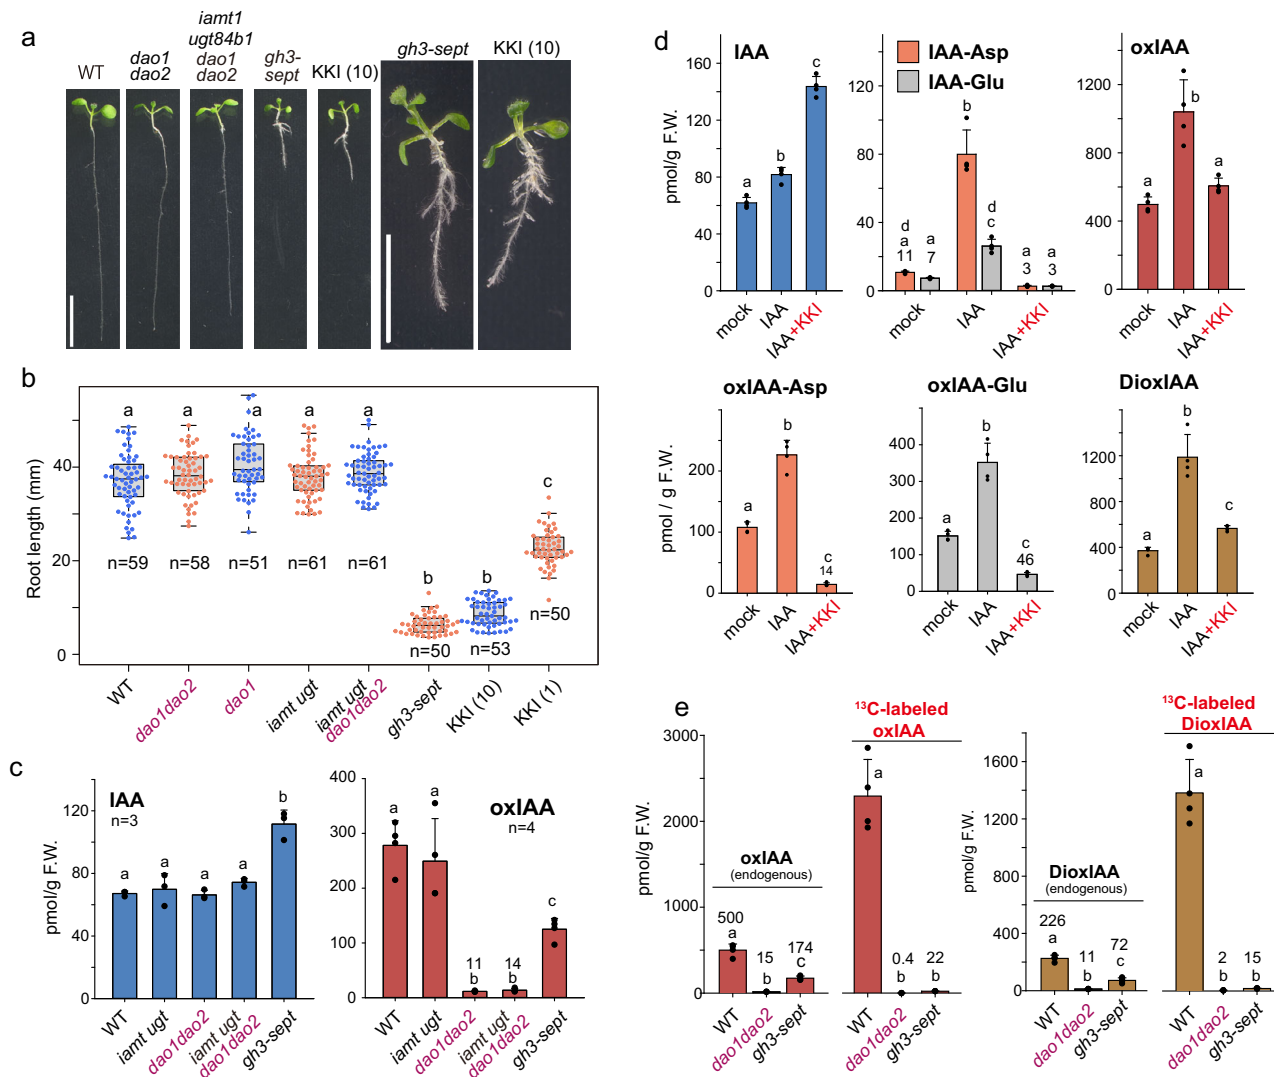 a
WT
dao1
dao2
iamt1
ugt84b1
dao1
dao2
gh3-
sept
KKI (10)
gh3-sept
KKI (10)
b
Root length (mm)
40
20
0
a
a
a
a
a
b
b
c
n=59
n=58
n=51
n=61
n=61
n=50
n=53
n=50
WT
dao1dao2
dao1
iamt ugt
iamt ugt
dao1dao2
gh3-sept
KKI (10)
KKI (1)
c
pmol/g F.W.
120
80
40
0
IAA
n=3
a
a
a
a
b
WT
iamt ugt
dao1dao2
iamt ugt
dao1dao2
gh3-sept
400
300
200
100
0
oxIAA
n=4
a
a
11
b
14
b
c
WT
iamt ugt
dao1dao2
iamt ugt
dao1dao2
gh3-sept
d
pmol/g F.W.
160
120
80
40
0
IAA
a
b
c
mock
IAA
IAA+KKI
120
80
40
0
IAA-Asp
IAA-Glu
d
a
11
a
7
b
d
c
a
3
a
3
mock
IAA
IAA+KKI
oxIAA
1200
800
400
0
a
b
a
mock
IAA
IAA+KKI
oxIAA-Asp
pmol / g F.W.
200
100
0
a
b
c
14
mock
IAA
IAA+KKI
oxIAA-Glu
400
300
200
100
0
a
b
c
46
mock
IAA
IAA+KKI
DioxIAA
1600
1200
800
400
0
a
b
c
mock
IAA
IAA+KKI
e
pmol/g F.W.
3000
2000
1000
0
oxIAA
(endogenous)
500
a
15
b
174
c
¹³C-labeled
oxIAA
a
0.4
b
22
b
WT
dao1dao2
gh3-sept
WT
dao1dao2
gh3-sept
pmol/g F.W.
1600
1200
800
400
0
DioxIAA
(endogenous)
226
a
11
b
72
c
¹³C-labeled
DioxIAA
a
2
b
15
b
WT
dao1dao2
gh3-sept
WT
dao1dao2
gh3-sept